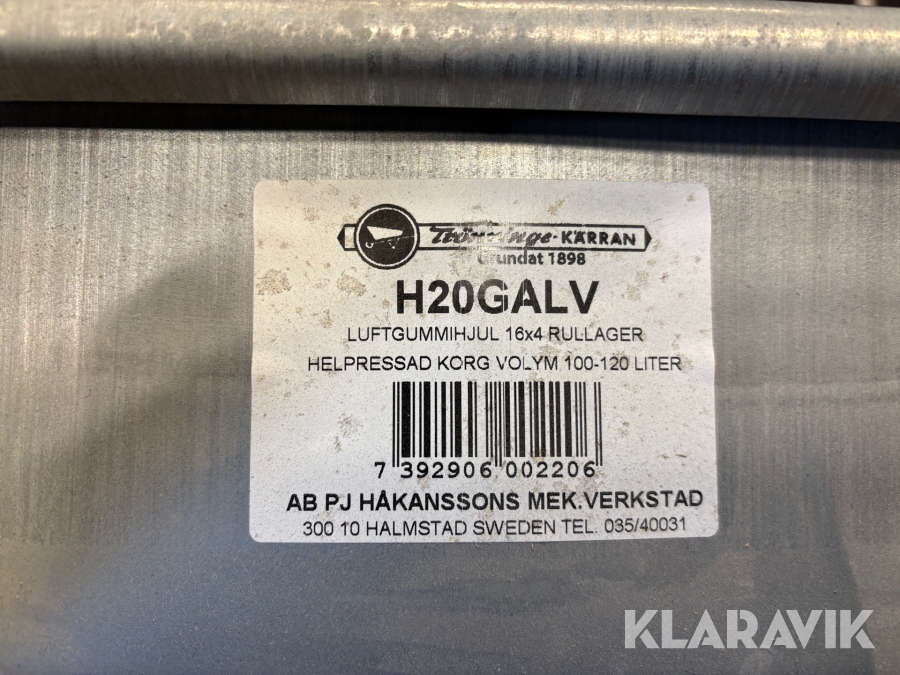 Trönninge-KÄRRAN
Grundat 1898
H20GALV
LUFTGUMMIHJUL 16x4 RULLAGER
HELPRESSAD KORG VOLYM 100-120 LITER
7 392906 002206
AB PJ HÅKANSSONS MEK.VERKSTAD
300 10 HALMSTAD SWEDEN TEL. 035/40031
KLARAVIK